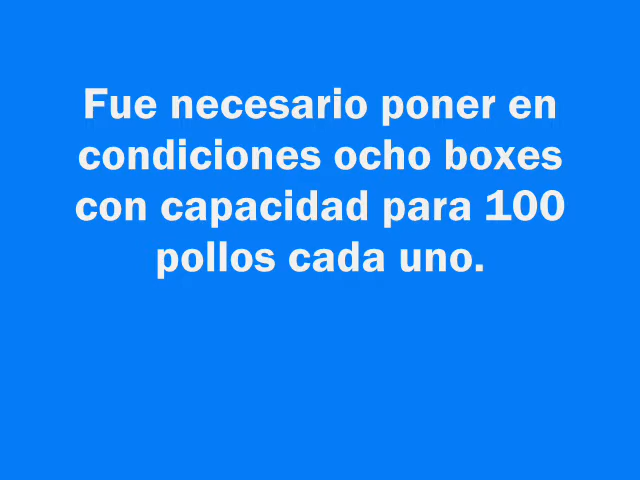 Fue necesario poner en
condiciones ocho boxes
con capacidad para 100
pollos cada uno.